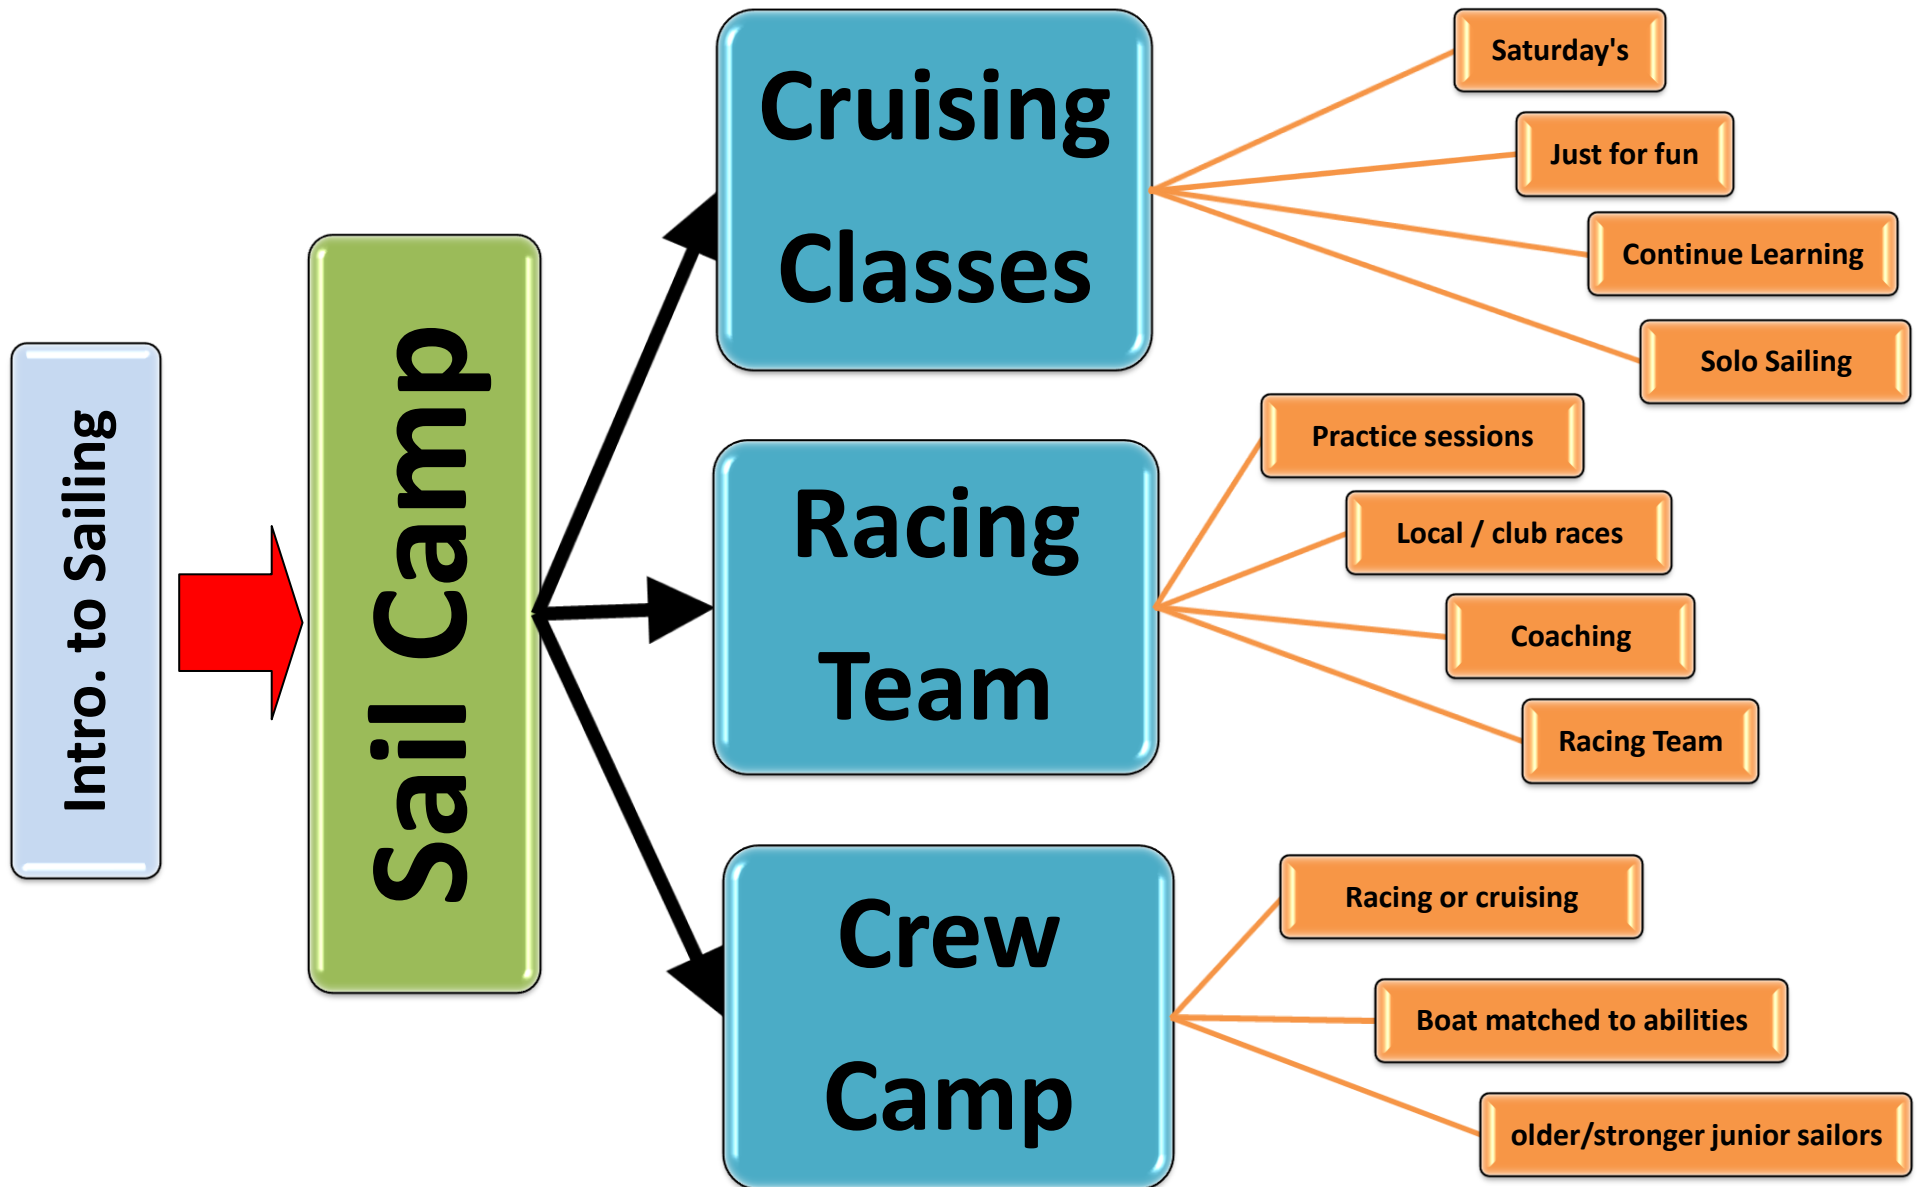 Intro. to Sailing
Sail Camp
Cruising
Classes
Saturday's
Just for fun
Continue Learning
Solo Sailing
Racing
Team
Practice sessions
Local / club races
Coaching
Racing Team
Crew
Camp
Racing or cruising
Boat matched to abilities
older/stronger junior sailors